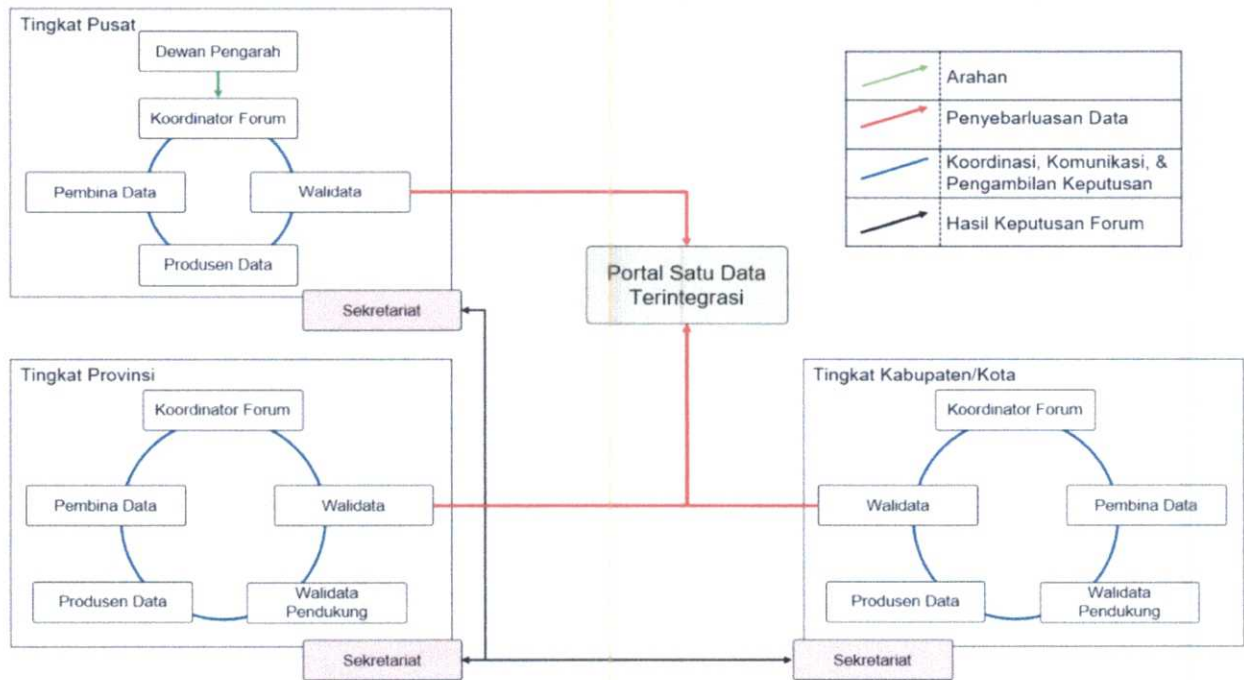 Tingkat Pusat
Dewan Pengarah
Koordinator Forum
Pembina Data
Walidata
Produsen Data
Sekretariat
Arahan
Penyebarluasan Data
Koordinasi, Komunikasi, &
Pengambilan Keputusan
Hasil Keputusan Forum
Portal Satu Data
Terintegrasi
Tingkat Provinsi
Koordinator Forum
Pembina Data
Walidata
Produsen Data
Walidata
Pendukung
Sekretariat
Tingkat Kabupaten/Kota
Koordinator Forum
Walidata
Pembina Data
Produsen Data
Walidata
Pendukung
Sekretariat